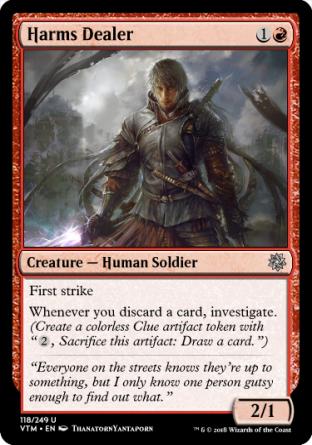 Harms Dealer 1
Creature — Human Soldier
First strike
Whenever you discard a card, investigate.
(Create a colorless Clue artifact token with
“2, Sacrifice this artifact: Draw a card.”)
“Everyone on the streets knows they’re up to
something, but I only know one person gutsy
enough to find out what.”
2/1
118/249 U
VTM • EN ThanatornYantaporn
™ & © 2018 Wizards of the Coast